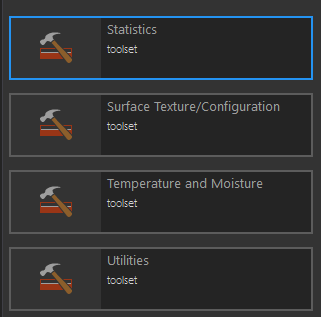 Statistics
toolset
Surface Texture/Configuration
toolset
Temperature and Moisture
toolset
Utilities
toolset